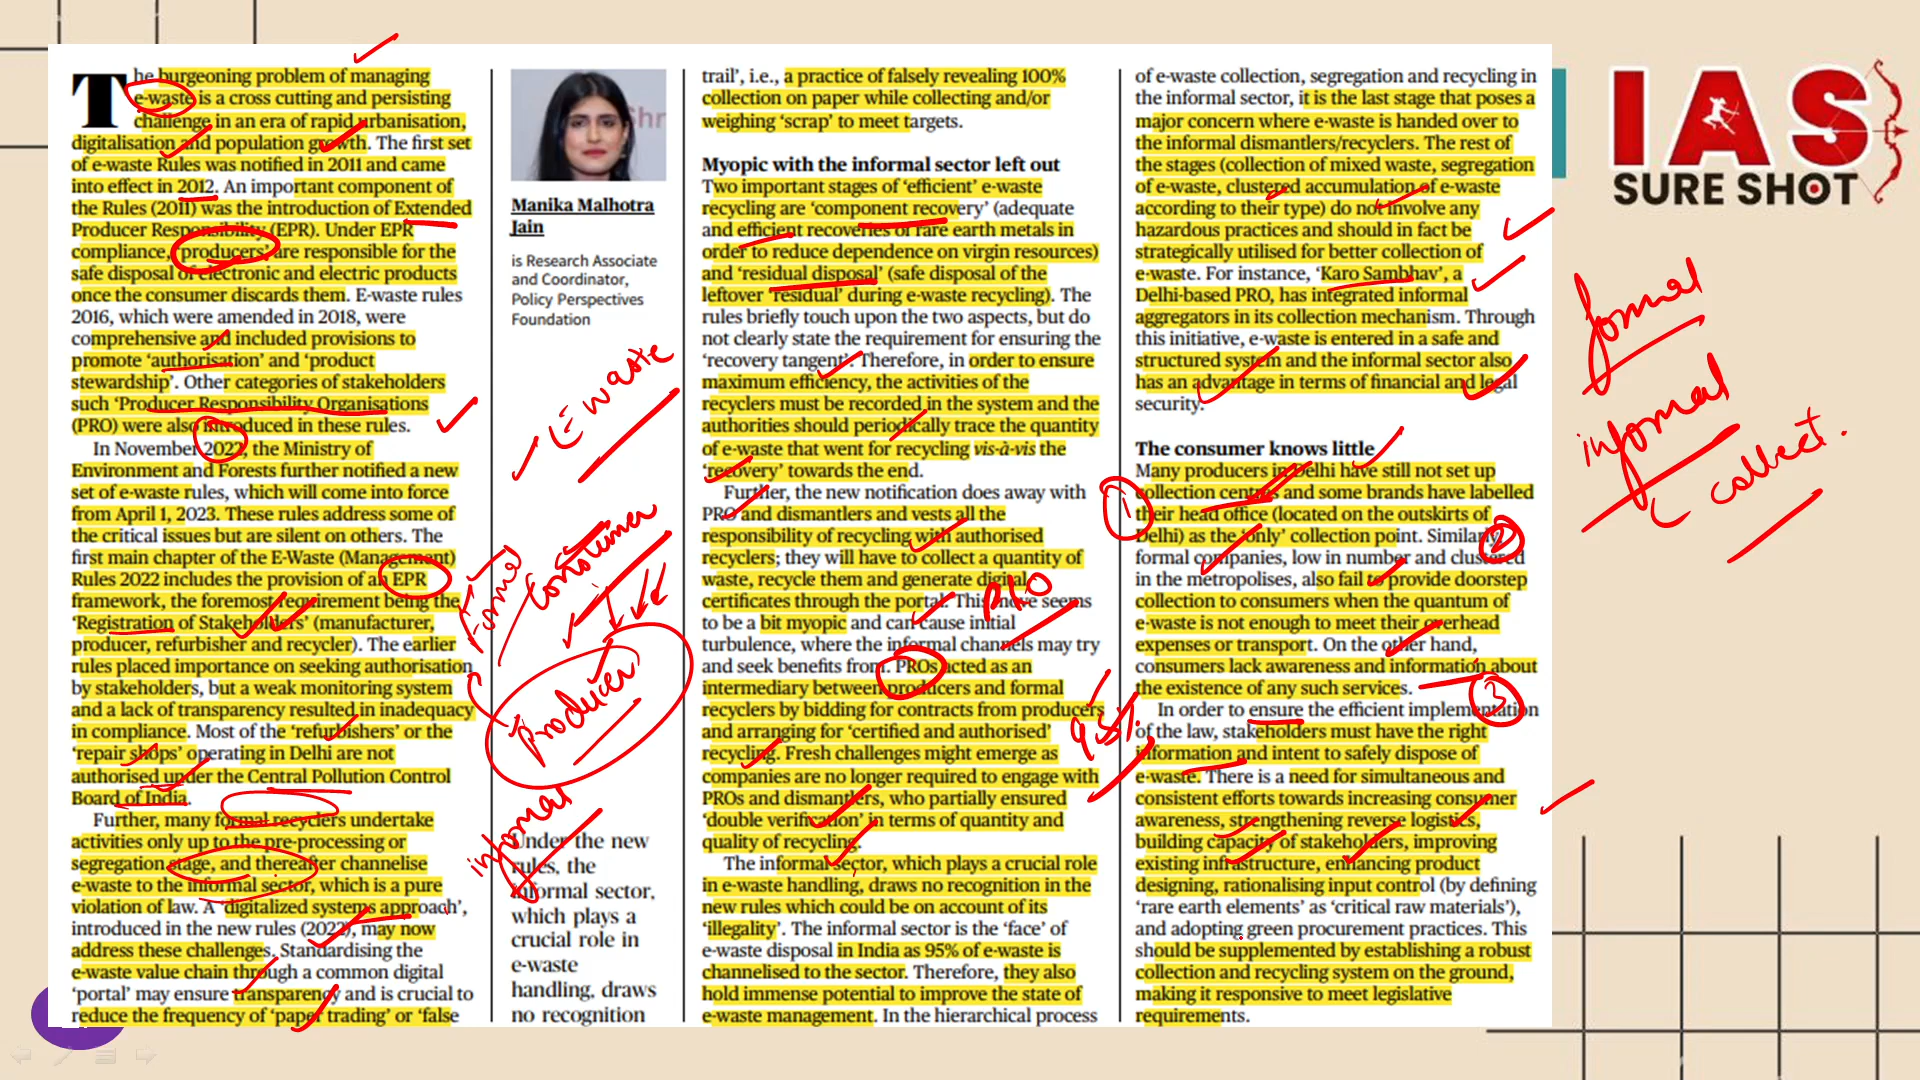 The burgeoning problem of managing
e-waste is a cross cutting and persisting
challenge in an era of rapid urbanisation,
digitalisation and population growth. The first set
of e-waste Rules was notified in 2011 and came
into effect in 2012. An important component of
the Rules (2011) was the introduction of Extended
Producer Responsibility (EPR). Under EPR
compliance, 'producers' are responsible for the
safe disposal of electronic and electric products
once the consumer discards them. E-waste rules
2016, which were amended in 2018, were
comprehensive and included provisions to
promote 'authorisation' and 'product
stewardship'. Other categories of stakeholders
such 'Producer Responsibility Organisations
(PRO) were also introduced in these rules.
In November 2022, the Ministry of
Environment and Forests further notified a new
set of e-waste rules, which will come into force
from April 1, 2023. These rules address some of
the critical issues but are silent on others. The
first main chapter of the E-Waste (Management)
Rules 2022 includes the provision of an EPR
framework, the foremost requirement being the
'Registration of Stakeholders' (manufacturer,
producer, refurbisher and recycler). The earlier
rules placed importance on seeking authorisation
by stakeholders, but a weak monitoring system
and a lack of transparency resulted in inadequacy
in compliance. Most of the 'refurbishers' or the
'repair shops' operating in Delhi are not
authorised under the Central Pollution Control
Board of India.
Further, many formal recyclers undertake
activities only up to the pre-processing or
segregation stage, and thereafter channelise
e-waste to the informal sector, which is a pure
violation of law. A 'digitalized systems approach',
introduced in the new rules (2022), may now
address these challenges. Standardising the
e-waste value chain through a common digital
'portal' may ensure transparency and is crucial to
reduce the frequency of 'paper trading' or 'false
Manika Malhotra
Jain
is Research Associate
and Coordinator,
Policy Perspectives
Foundation
E waste
Formal
Consumer
Producer
informal
Under the new
rules, the
informal sector,
which plays a
crucial role in
e-waste
handling, draws
no recognition
trail', i.e., a practice of falsely revealing 100%
collection on paper while collecting and/or
weighing 'scrap' to meet targets.
Myopic with the informal sector left out
Two important stages of 'efficient' e-waste
recycling are 'component recovery' (adequate
and efficient recoveries of rare earth metals in
order to reduce dependence on virgin resources)
and 'residual disposal' (safe disposal of the
leftover 'residual' during e-waste recycling). The
rules briefly touch upon the two aspects, but do
not clearly state the requirement for ensuring the
'recovery tangent'. Therefore, in order to ensure
maximum efficiency, the activities of the
recyclers must be recorded in the system and the
authorities should periodically trace the quantity
of e-waste that went for recycling vis-à-vis the
'recovery' towards the end.
Further, the new notification does away with
PRO and dismantlers and vests all the
responsibility of recycling with authorised
recyclers; they will have to collect a quantity of
waste, recycle them and generate digital
certificates through the portal. This move seems
to be a bit myopic and can cause initial
turbulence, where the informal channels may try
and seek benefits from. PROs acted as an
intermediary between producers and formal
recyclers by bidding for contracts from producers
and arranging for 'certified and authorised'
recycling. Fresh challenges might emerge as
companies are no longer required to engage with
PROs and dismantlers, who partially ensured
'double verification' in terms of quantity and
quality of recycling.
The informal sector, which plays a crucial role
in e-waste handling, draws no recognition in the
new rules which could be on account of its
'illegality'. The informal sector is the 'face' of
e-waste disposal in India as 95% of e-waste is
channelised to the sector. Therefore, they also
hold immense potential to improve the state of
e-waste management. In the hierarchical process
95%
of e-waste collection, segregation and recycling in
the informal sector, it is the last stage that poses a
major concern where e-waste is handed over to
the informal dismantlers/recyclers. The rest of
the stages (collection of mixed waste, segregation
of e-waste, clustered accumulation of e-waste
according to their type) do not involve any
hazardous practices and should in fact be
strategically utilised for better collection of
e-waste. For instance, 'Karo Sambhav', a
Delhi-based PRO, has integrated informal
aggregators in its collection mechanism. Through
this initiative, e-waste is entered in a safe and
structured system and the informal sector also
has an advantage in terms of financial and legal
security.
The consumer knows little
Many producers in Delhi have still not set up
collection centres and some brands have labelled
their head office (located on the outskirts of
Delhi) as the 'only' collection point. Similarly,
formal companies, low in number and clustered
in the metropolises, also fail to provide doorstep
collection to consumers when the quantum of
e-waste is not enough to meet their overhead
expenses or transport. On the other hand,
consumers lack awareness and information about
the existence of any such services.
In order to ensure the efficient implementation
of the law, stakeholders must have the right
information and intent to safely dispose of
e-waste. There is a need for simultaneous and
consistent efforts towards increasing consumer
awareness, strengthening reverse logistics,
building capacity of stakeholders, improving
existing infrastructure, enhancing product
designing, rationalising input control (by defining
'rare earth elements' as 'critical raw materials'),
and adopting green procurement practices. This
should be supplemented by establishing a robust
collection and recycling system on the ground,
making it responsive to meet legislative
requirements.
1
2
3
IAS
SURE SHOT
formal
informal
collect.